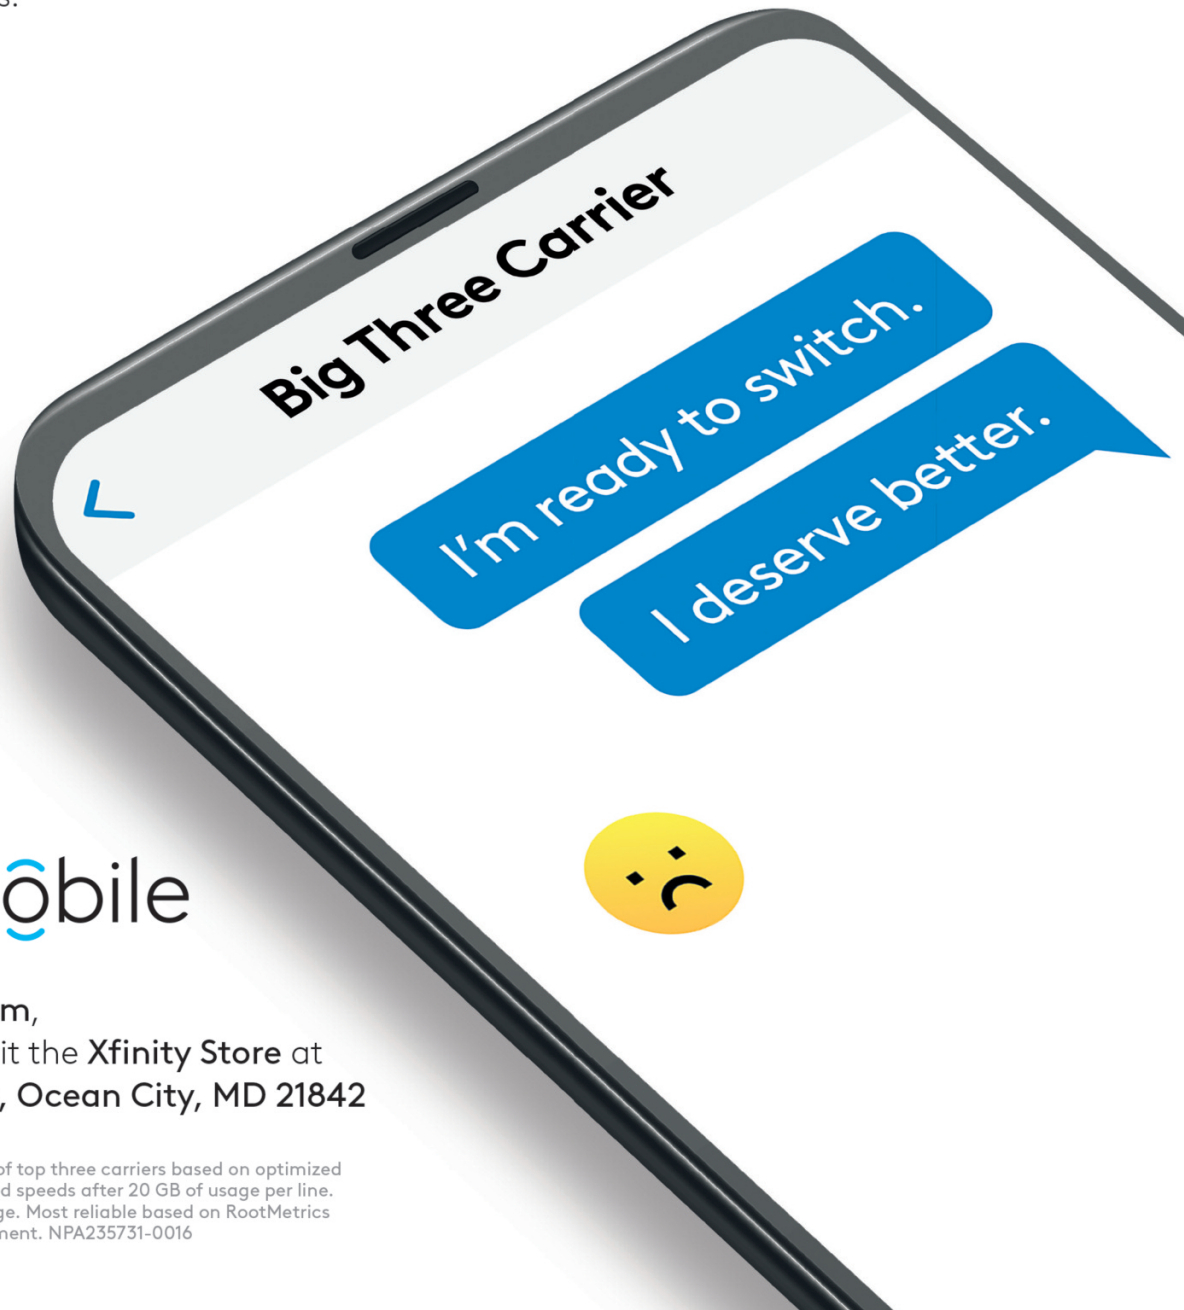 s.
Big Three Carrier
I'm ready to switch.
I deserve better.
obile
m,
it the Xfinity Store at
, Ocean City, MD 21842
of top three carriers based on optimized
d speeds after 20 GB of usage per line.
ge. Most reliable based on RootMetrics
nent. NPA235731-0016